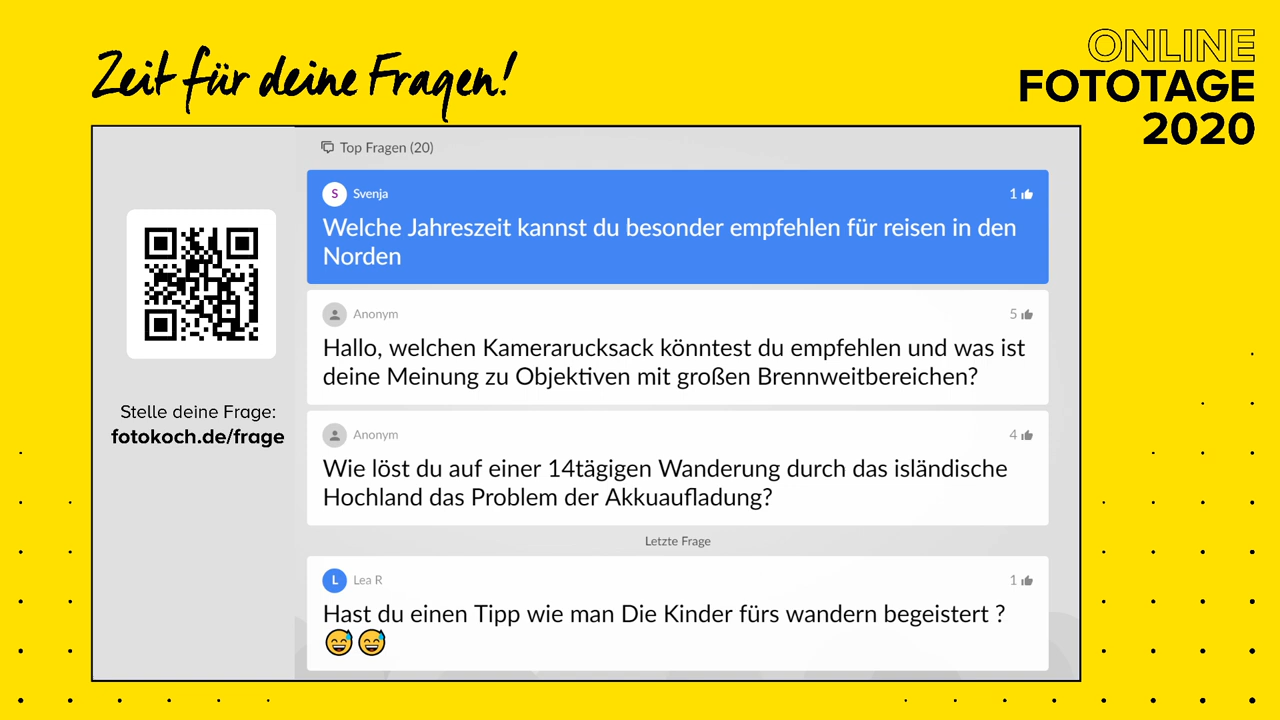 Zeit für deine Fragen!
ONLINE
FOTOTAGE
2020
Top Fragen (20)
S Svenja 1
Welche Jahreszeit kannst du besonder empfehlen für reisen in den
Norden
Anonym 5
Hallo, welchen Kamerarucksack könntest du empfehlen und was ist
deine Meinung zu Objektiven mit großen Brennweitbereichen?
Stelle deine Frage:
fotokoch.de/frage
Anonym 4
Wie löst du auf einer 14tägigen Wanderung durch das isländische
Hochland das Problem der Akkuaufladung?
Letzte Frage
L Lea R 1
Hast du einen Tipp wie man Die Kinder fürs wandern begeistert ?
😅😅